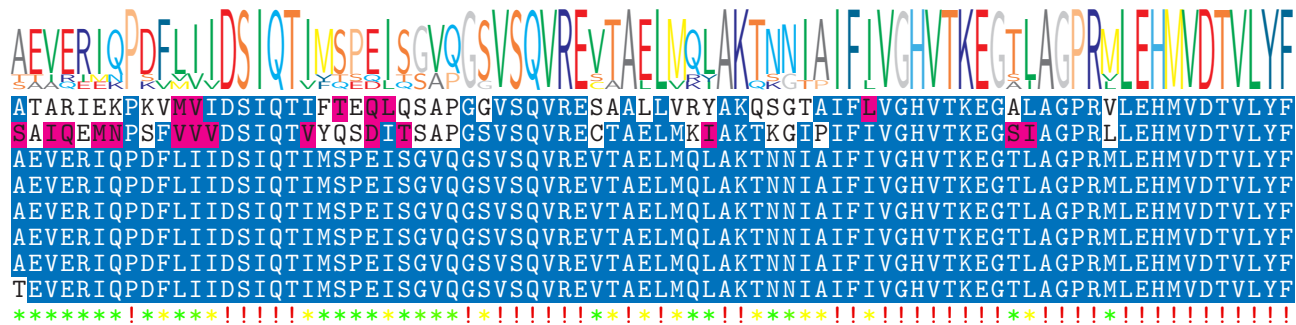 AEVERIQPDFLIIDSIQTIMSPEISGVQGSVSQVREVTAELMQLAKTNNIAIFIVGHVTKEGTLAGPRMLEHMVDTVLYF
ATARIEKPKVMVIDSIQTIFTEQLQSAPGGVSQVRESAALLVRYAKQSGTAIFLVGHVTKEGALAGPRVLEHMVDTVLYF
SAIQEMNPSFVVVDSIQTVYQSDITSAPGSVSQVRECTAELMKIAKTKGIPIFIVGHVTKEGSIAGPRLLEHMVDTVLYF
AEVERIQPDFLIIDSIQTIMSPEISGVQGSVSQVREVTAELMQLAKTNNIAIFIVGHVTKEGTLAGPRMLEHMVDTVLYF
AEVERIQPDFLIIDSIQTIMSPEISGVQGSVSQVREVTAELMQLAKTNNIAIFIVGHVTKEGTLAGPRMLEHMVDTVLYF
AEVERIQPDFLIIDSIQTIMSPEISGVQGSVSQVREVTAELMQLAKTNNIAIFIVGHVTKEGTLAGPRMLEHMVDTVLYF
AEVERIQPDFLIIDSIQTIMSPEISGVQGSVSQVREVTAELMQLAKTNNIAIFIVGHVTKEGTLAGPRMLEHMVDTVLYF
AEVERIQPDFLIIDSIQTIMSPEISGVQGSVSQVREVTAELMQLAKTNNIAIFIVGHVTKEGTLAGPRMLEHMVDTVLYF
TEVERIQPDFLIIDSIQTIMSPEISGVQGSVSQVREVTAELMQLAKTNNIAIFIVGHVTKEGTLAGPRMLEHMVDTVLYF
*******!*****!!!!!**********!*!!!!!!**!*!***!!*****!!*!!!!!!!!**!!!!*!!!!!!!!!!!